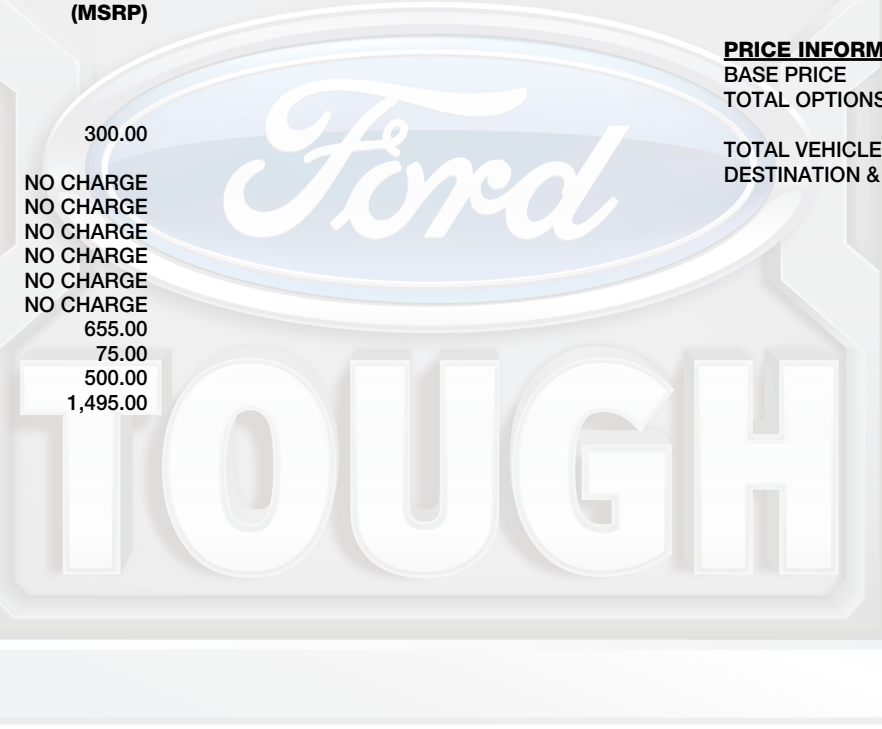 (MSRP)
300.00
NO CHARGE
NO CHARGE
NO CHARGE
NO CHARGE
NO CHARGE
NO CHARGE
655.00
75.00
500.00
1,495.00
PRICE INFORM
BASE PRICE
TOTAL OPTIONS
TOTAL VEHICLE
DESTINATION &
Ford
TOUGH